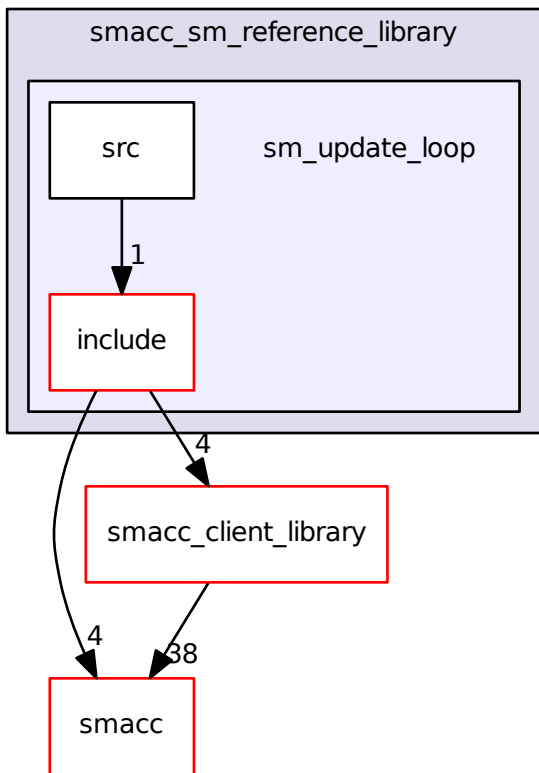 smacc_sm_reference_library
src
sm_update_loop
1
include
4
smacc_client_library
4
38
smacc